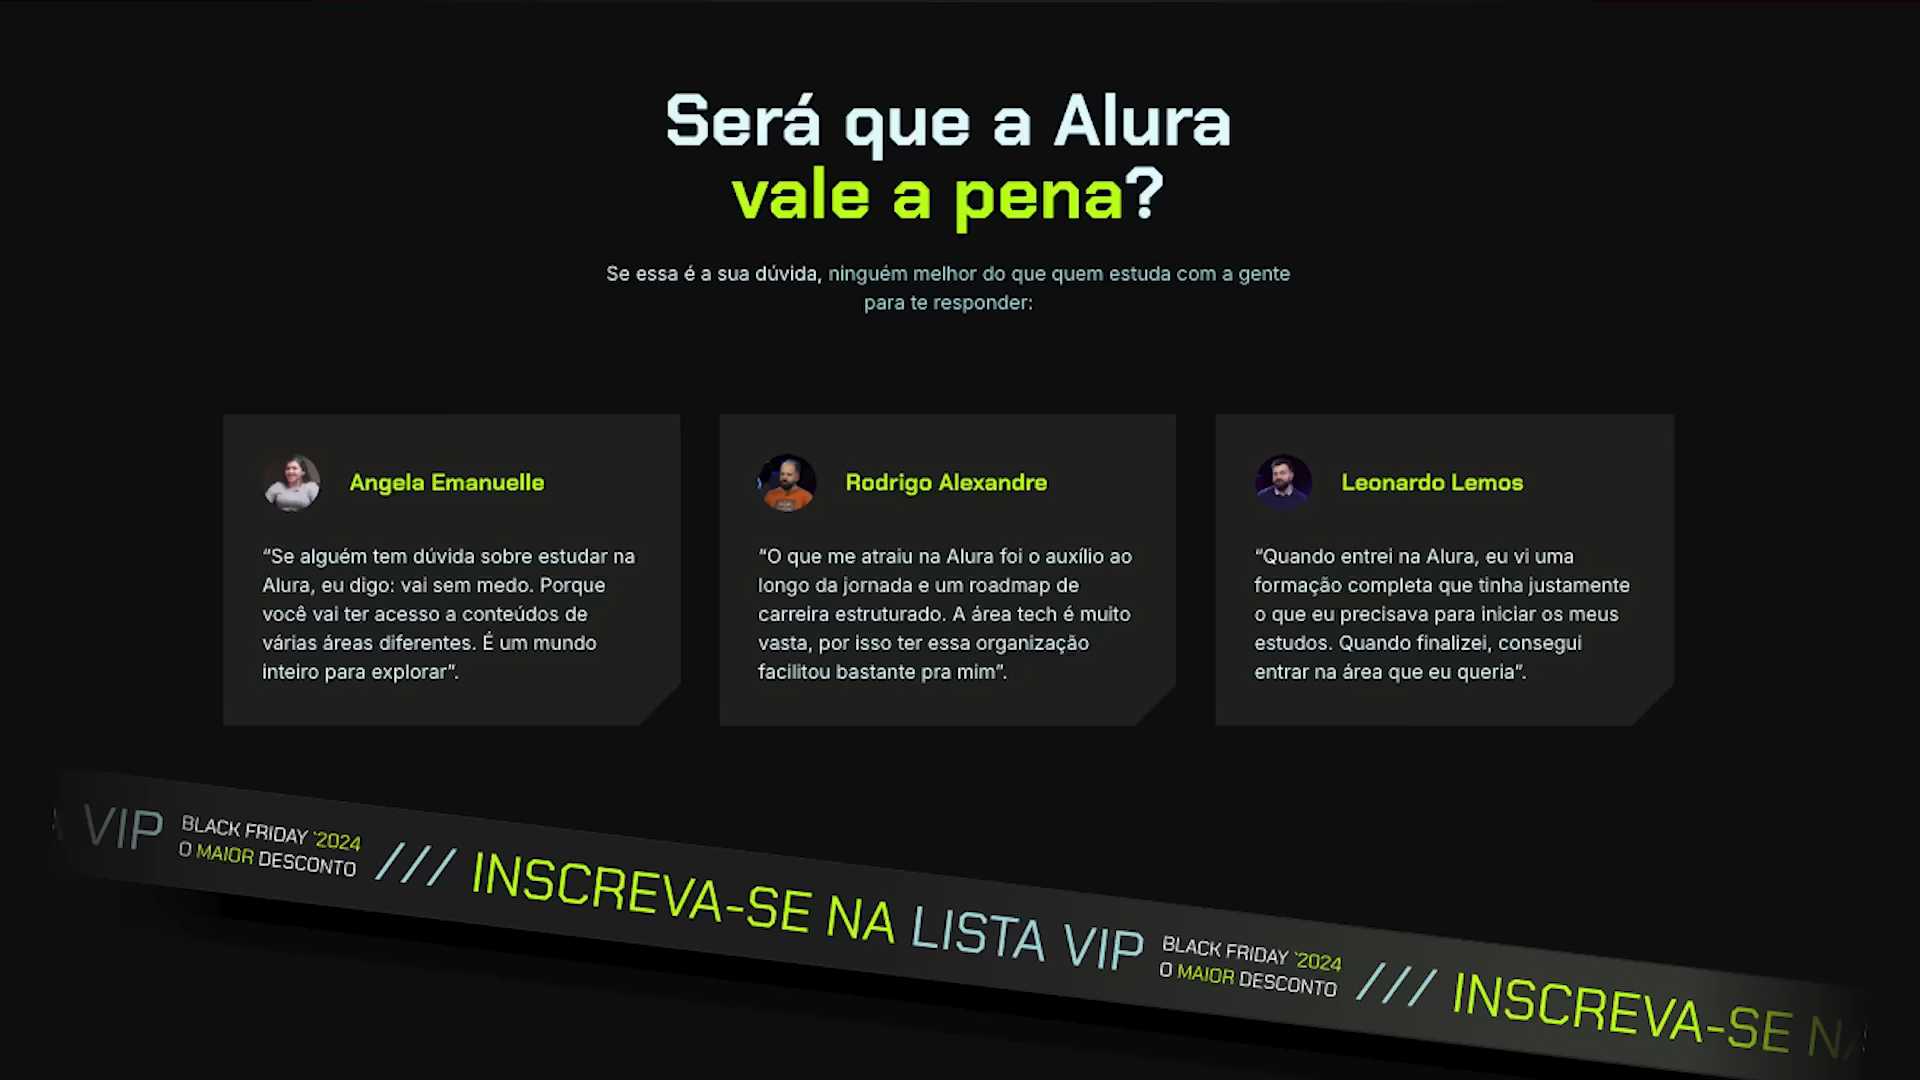 Será que a Alura
vale a pena?
Se essa é a sua dúvida, ninguém melhor do que quem estuda com a gente
para te responder:
Angela Emanuelle
“Se alguém tem dúvida sobre estudar na
Alura, eu digo: vai sem medo. Porque
você vai ter acesso a conteúdos de
várias áreas diferentes. É um mundo
inteiro para explorar”.
Rodrigo Alexandre
“O que me atraiu na Alura foi o auxílio ao
longo da jornada e um roadmap de
carreira estruturado. A área tech é muito
vasta, por isso ter essa organização
facilitou bastante pra mim”.
Leonardo Lemos
“Quando entrei na Alura, eu vi uma
formação completa que tinha justamente
o que eu precisava para iniciar os meus
estudos. Quando finalizei, consegui
entrar na área que eu queria”.
VIP
BLACK FRIDAY `2024
O MAIOR DESCONTO
/// INSCREVA-SE NA LISTA VIP
BLACK FRIDAY `2024
O MAIOR DESCONTO
/// INSCREVA-SE NA